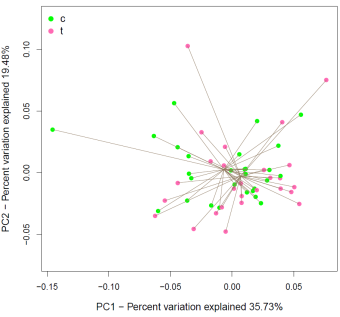 c
t
0.10
0.05
0.00
−0.05
PC2 − Percent variation explained 19.48%
−0.15
−0.10
−0.05
0.00
0.05
PC1 − Percent variation explained 35.73%